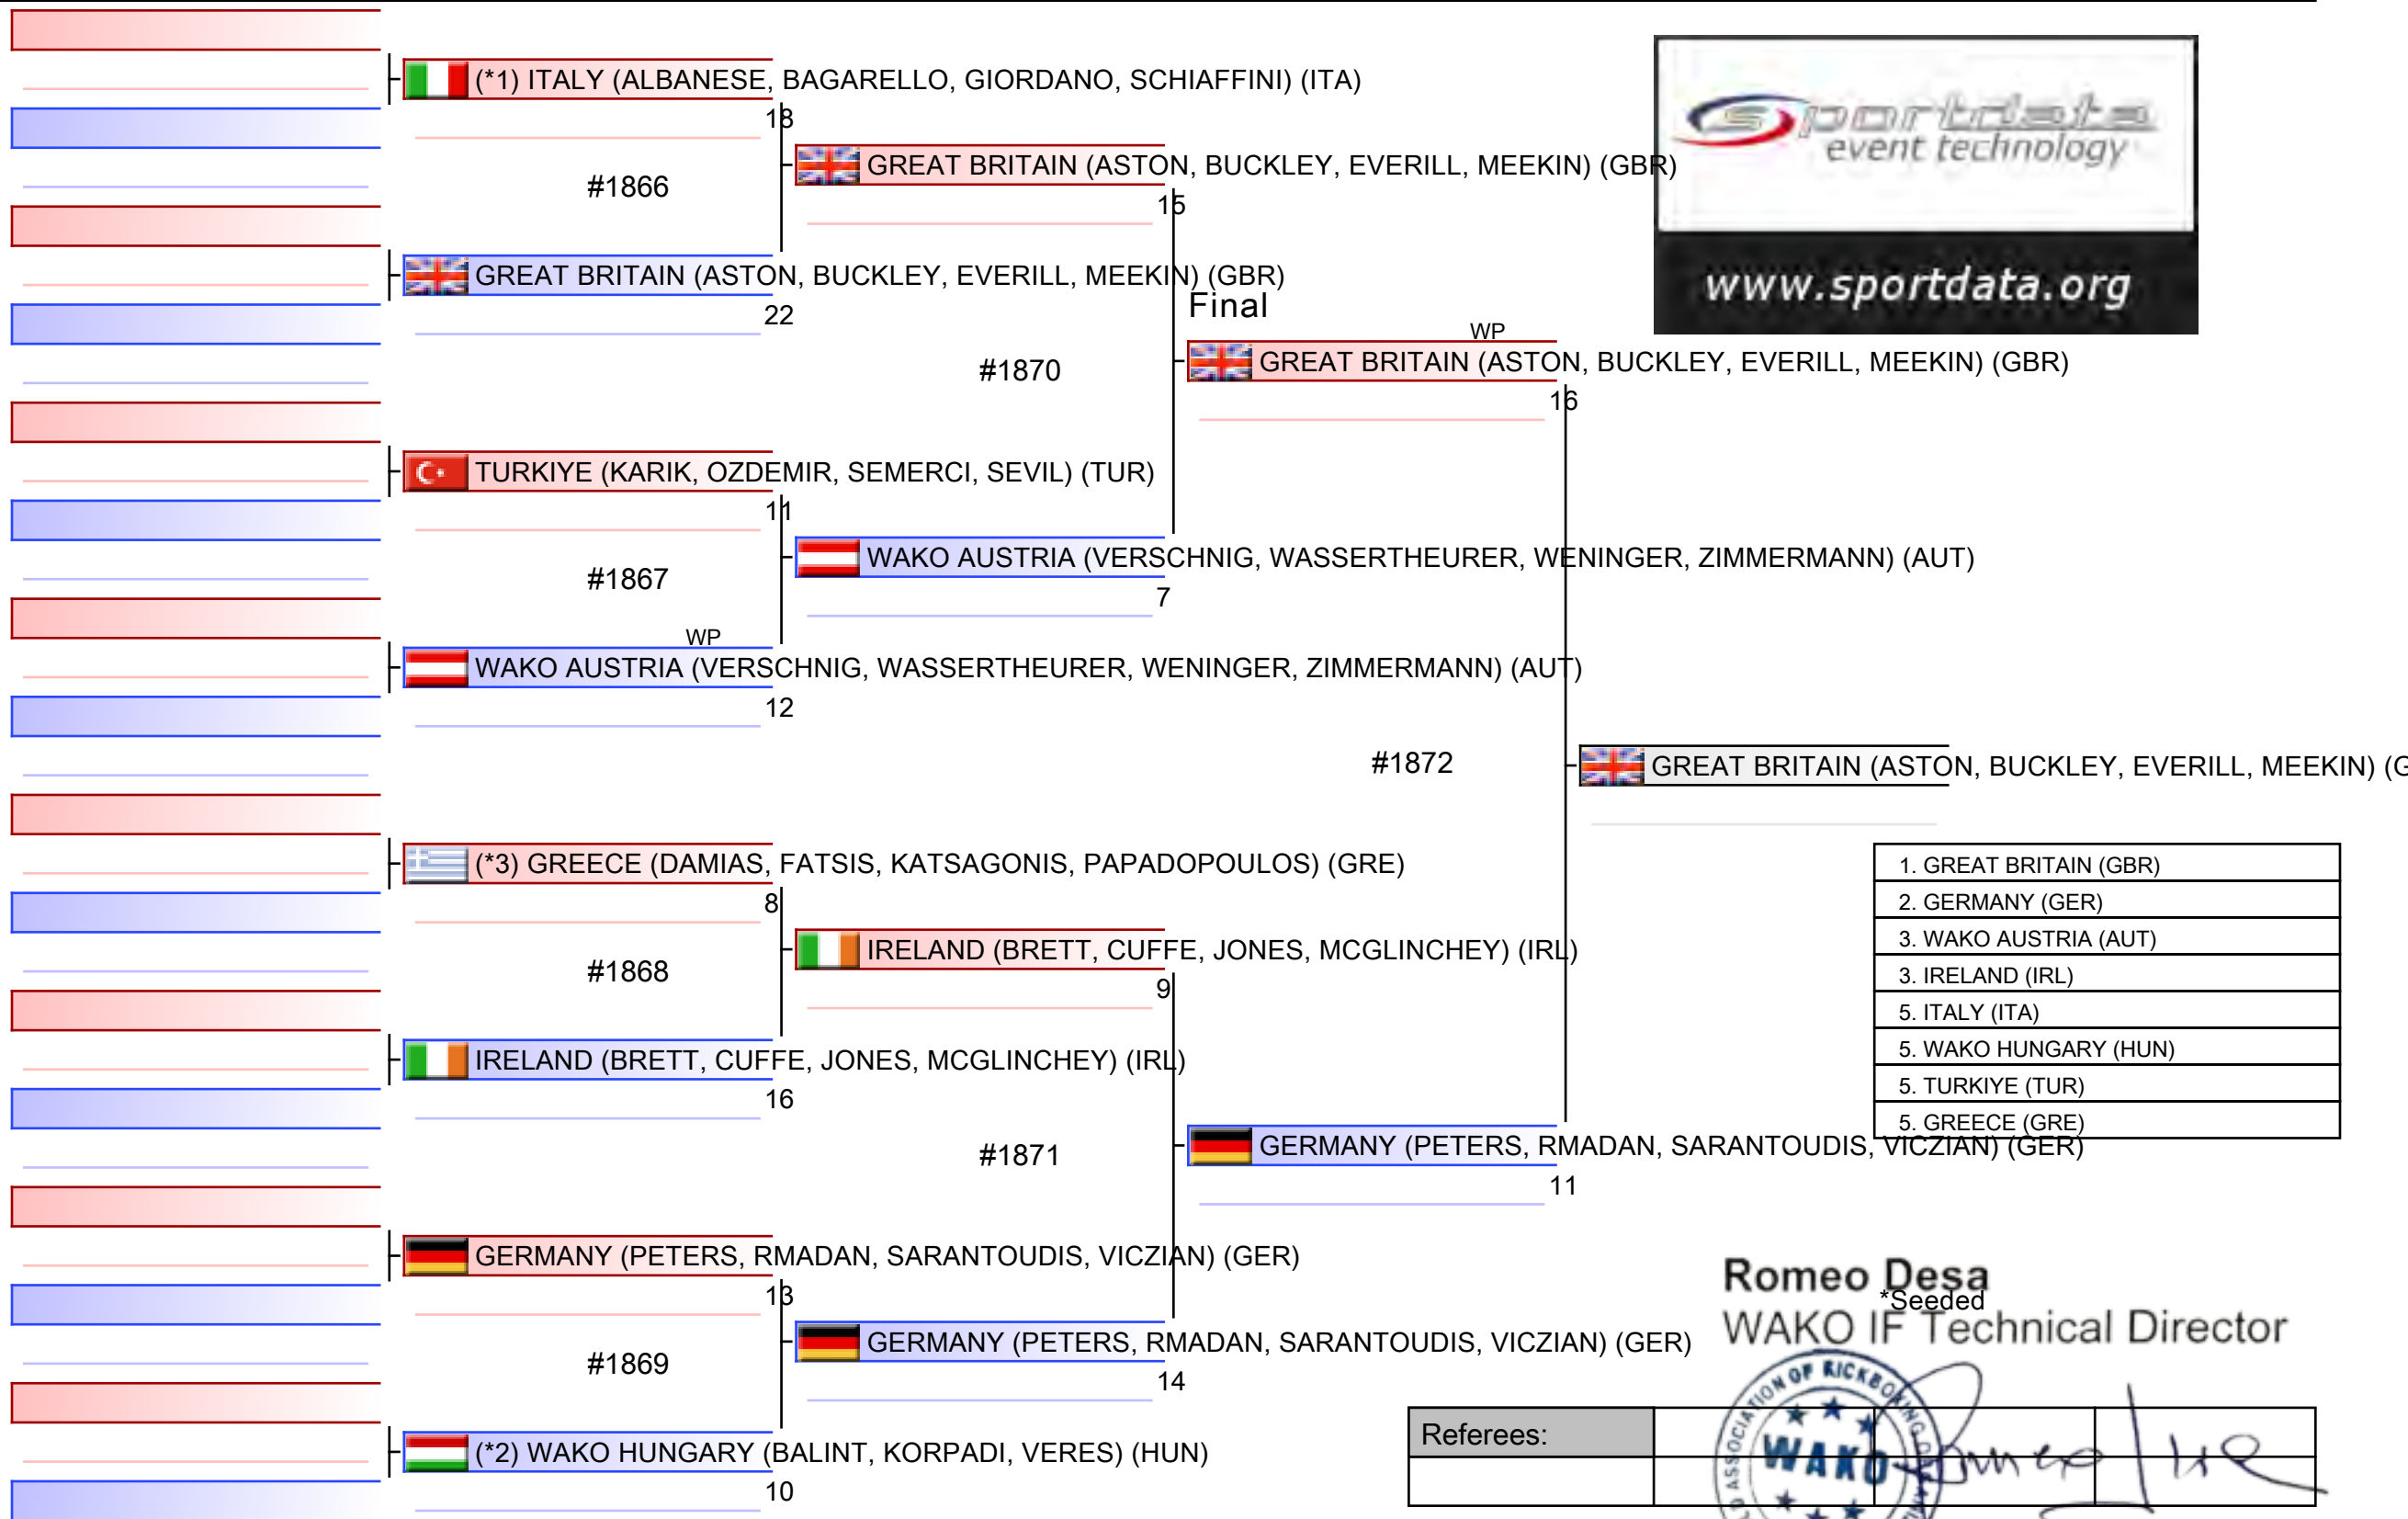 (*1) ITALY (ALBANESE, BAGARELLO, GIORDANO, SCHIAFFINI) (ITA)
18
#1866
GREAT BRITAIN (ASTON, BUCKLEY, EVERILL, MEEKIN) (GBR)
22
GREAT BRITAIN (ASTON, BUCKLEY, EVERILL, MEEKIN) (GBR)
15
#1870
TURKIYE (KARIK, OZDEMIR, SEMERCI, SEVIL) (TUR)
11
#1867
WP
WAKO AUSTRIA (VERSCHNIG, WASSERTHEURER, WENINGER, ZIMMERMANN) (AUT)
12
WAKO AUSTRIA (VERSCHNIG, WASSERTHEURER, WENINGER, ZIMMERMANN) (AUT)
7
Final
WP
GREAT BRITAIN (ASTON, BUCKLEY, EVERILL, MEEKIN) (GBR)
16
#1872
GREAT BRITAIN (ASTON, BUCKLEY, EVERILL, MEEKIN) (G
(*3) GREECE (DAMIAS, FATSIS, KATSAGONIS, PAPADOPOULOS) (GRE)
8
#1868
IRELAND (BRETT, CUFFE, JONES, MCGLINCHEY) (IRL)
16
IRELAND (BRETT, CUFFE, JONES, MCGLINCHEY) (IRL)
9
#1871
GERMANY (PETERS, RMADAN, SARANTOUDIS, VICZIAN) (GER)
11
GERMANY (PETERS, RMADAN, SARANTOUDIS, VICZIAN) (GER)
13
#1869
GERMANY (PETERS, RMADAN, SARANTOUDIS, VICZIAN) (GER)
14
(*2) WAKO HUNGARY (BALINT, KORPADI, VERES) (HUN)
10
sportdata
event technology
www.sportdata.org
1. GREAT BRITAIN (GBR)
2. GERMANY (GER)
3. WAKO AUSTRIA (AUT)
3. IRELAND (IRL)
5. ITALY (ITA)
5. WAKO HUNGARY (HUN)
5. TURKIYE (TUR)
5. GREECE (GRE)
Romeo Desa
*Seeded
WAKO IF Technical Director
Referees:
ASSOCIATION OF KICKBOXING
WAKO